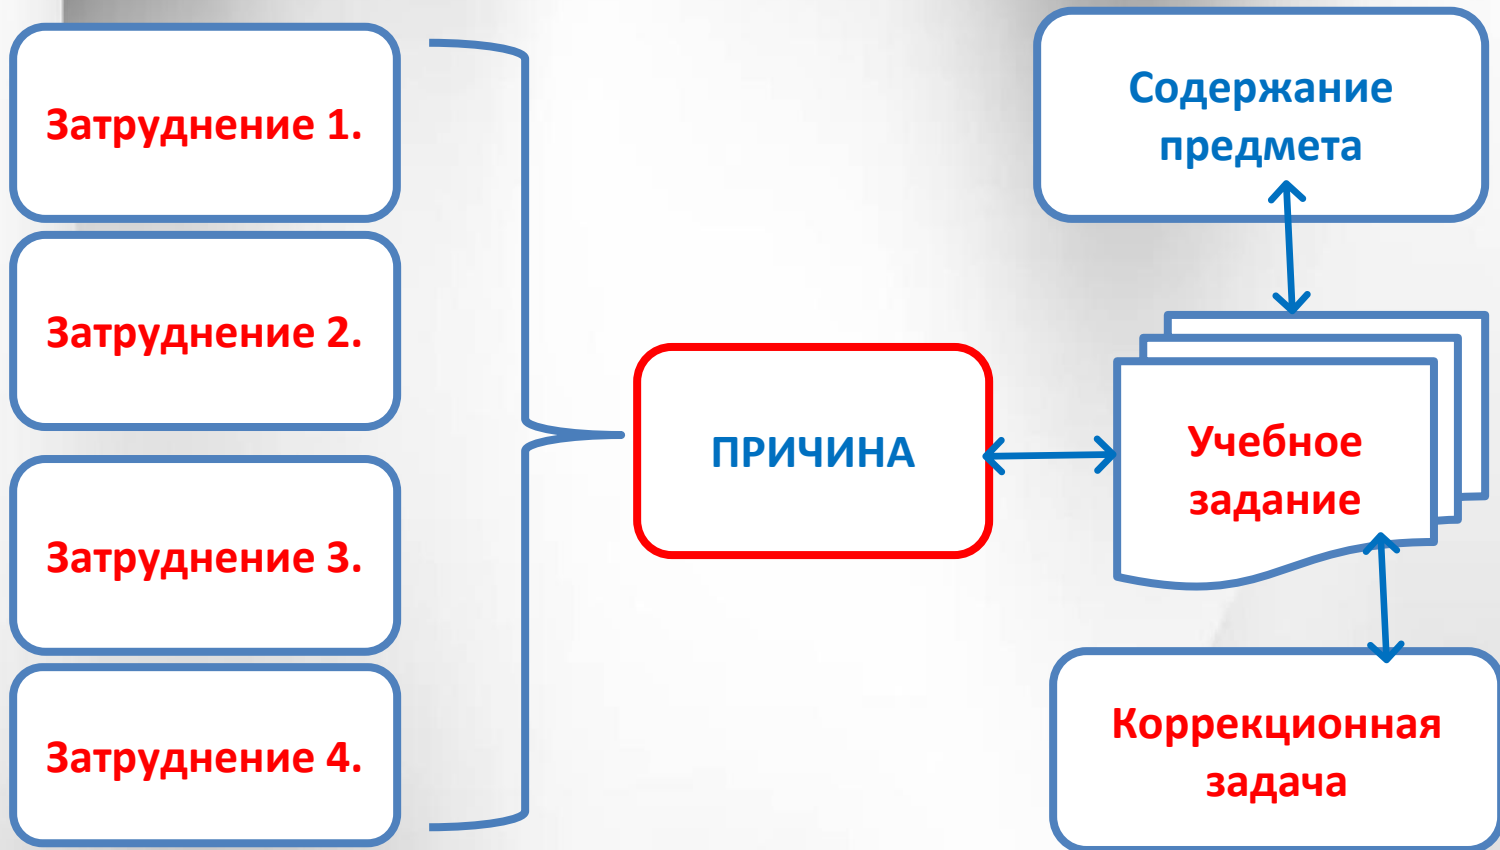 Затруднение 1.
Затруднение 2.
Затруднение 3.
Затруднение 4.
ПРИЧИНА
Содержание
предмета
Учебное
задание
Коррекционная
задача